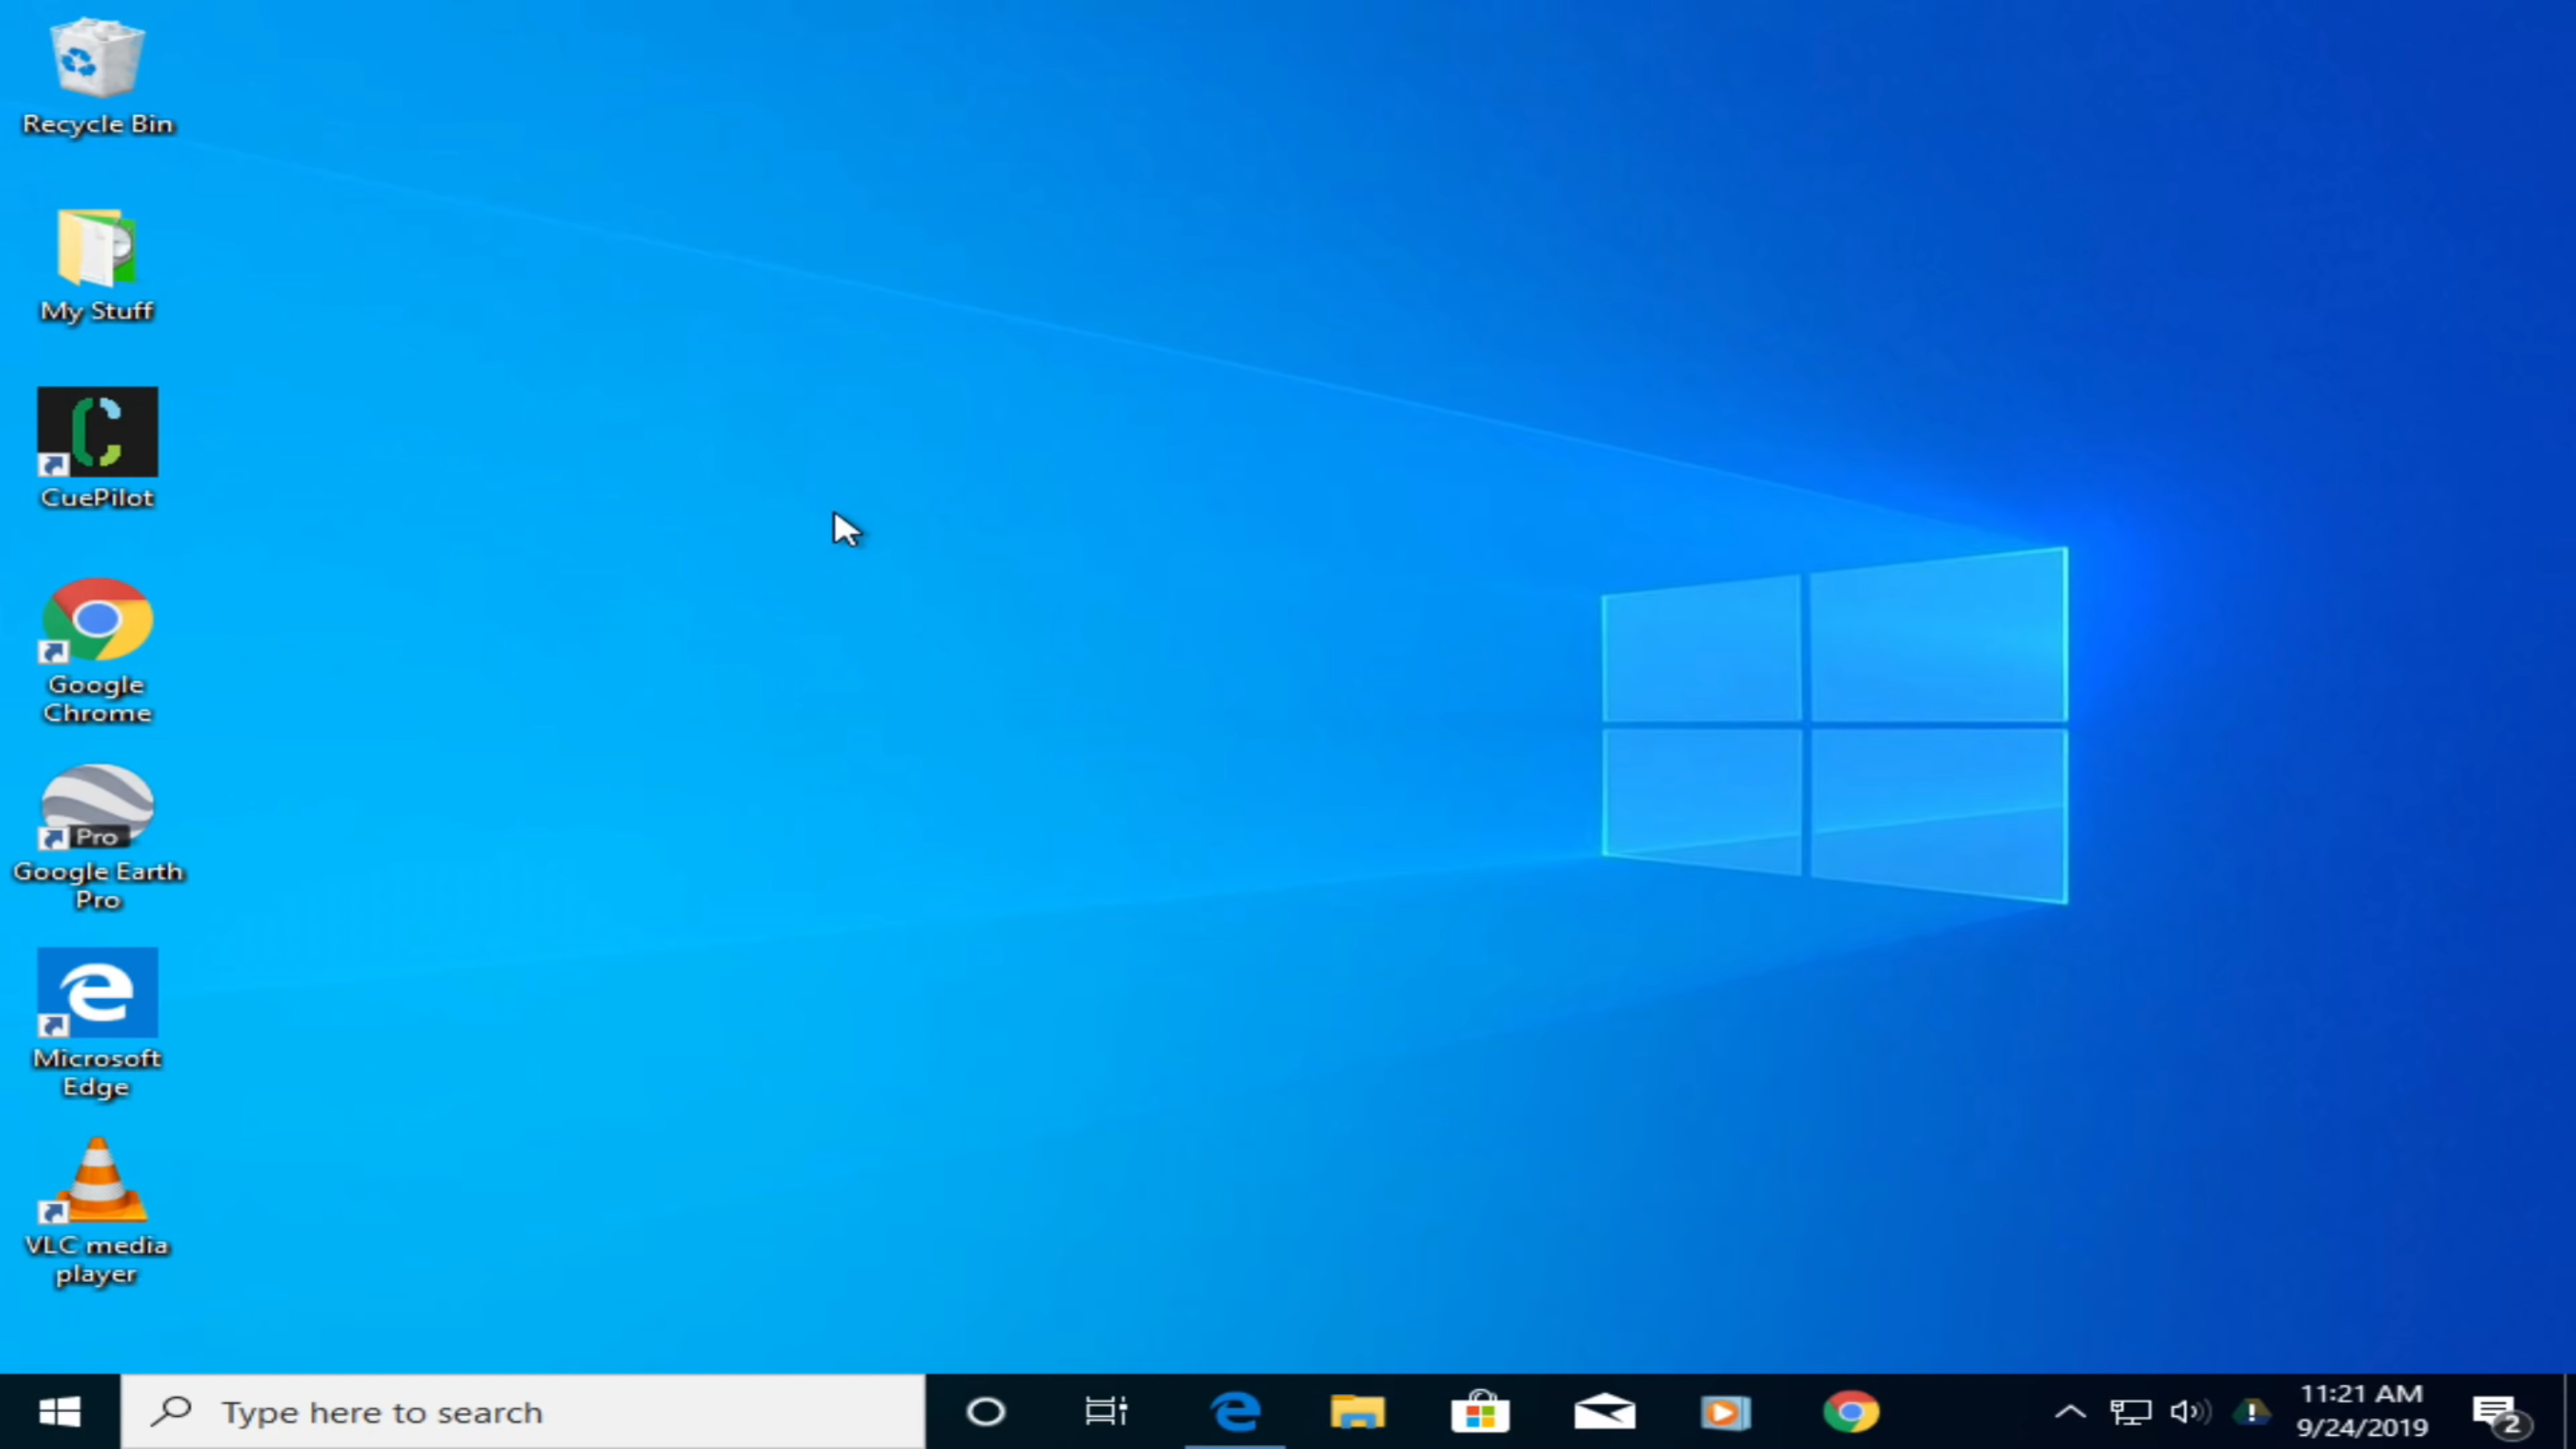 Recycle Bin
My Stuff
CuePilot
Google
Chrome
Pro
Google Earth
Pro
Microsoft
Edge
VLC media
player
Type here to search
11:21 AM
9/24/2019
2